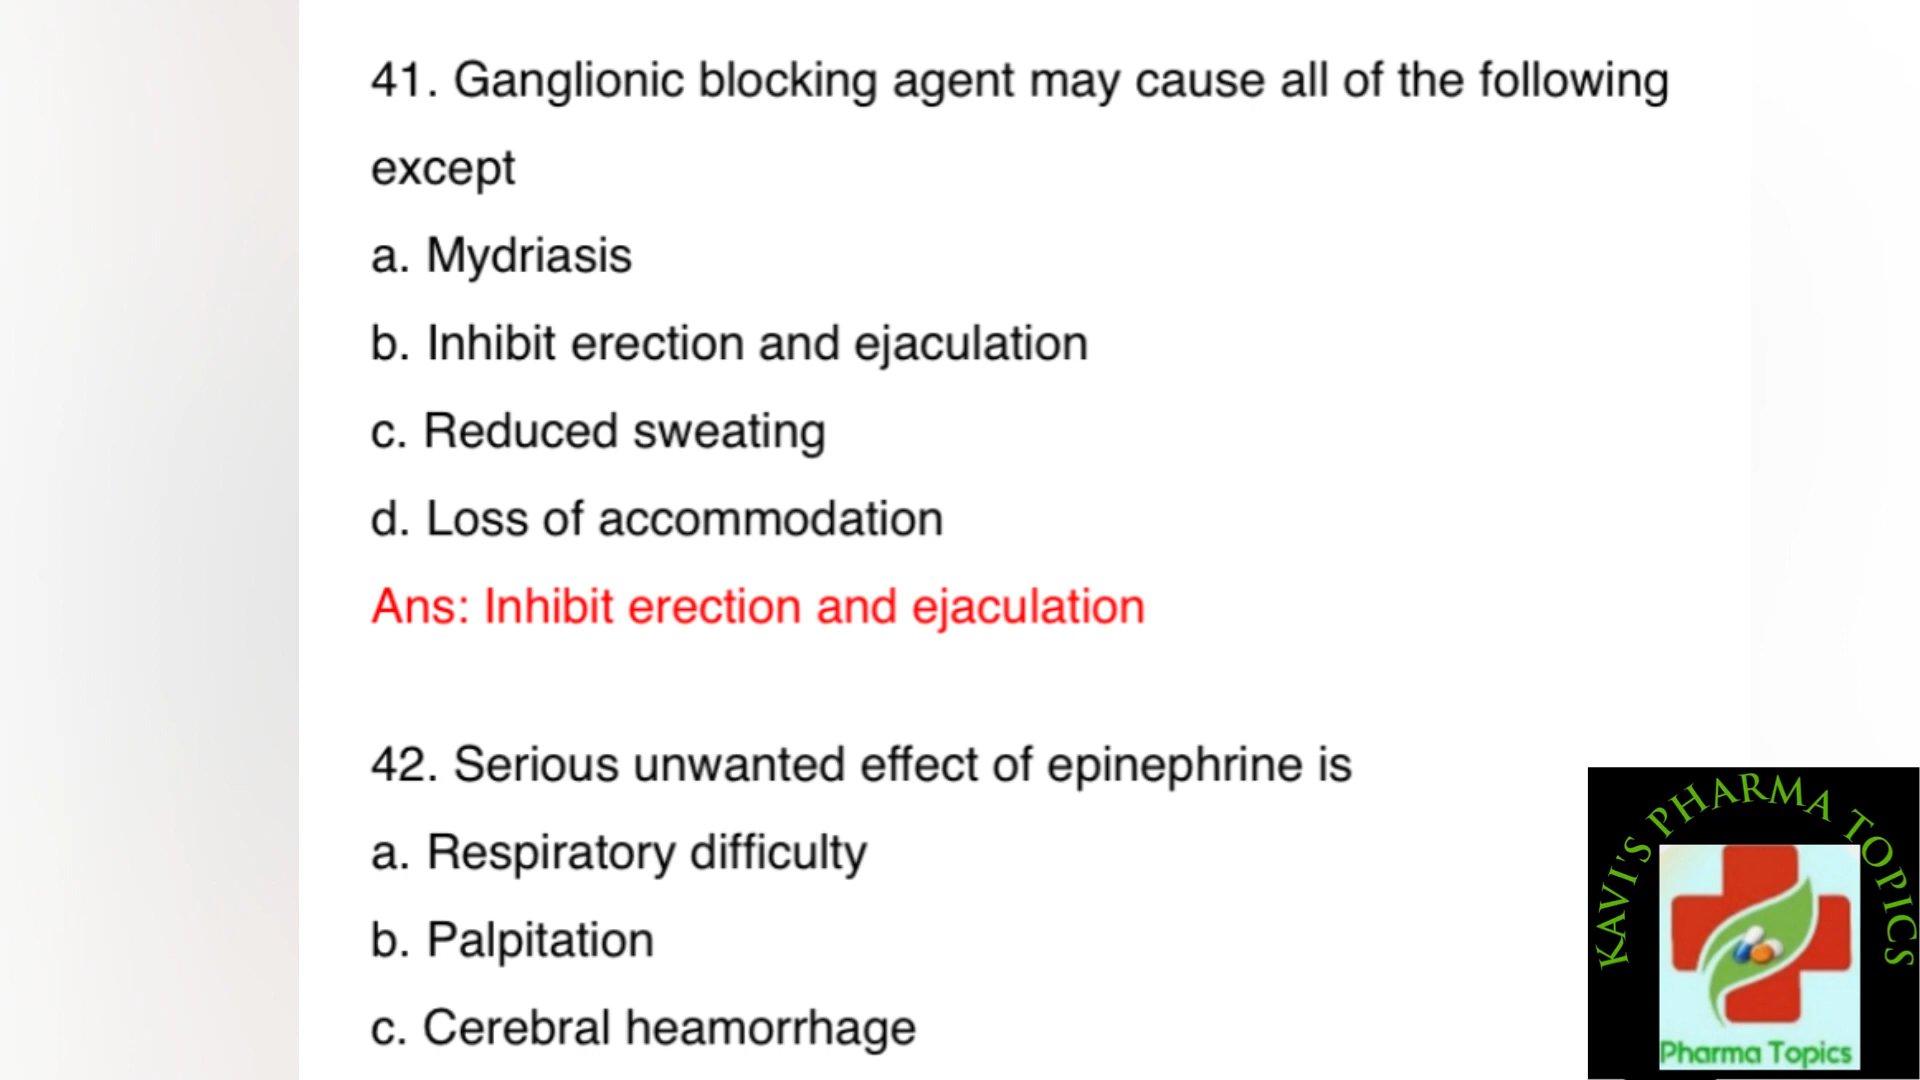 41. Ganglionic blocking agent may cause all of the following
except
a. Mydriasis
b. Inhibit erection and ejaculation
c. Reduced sweating
d. Loss of accommodation
Ans: Inhibit erection and ejaculation
42. Serious unwanted effect of epinephrine is
a. Respiratory difficulty
b. Palpitation
c. Cerebral heamorrhage
KAVI'S PHARMA TOPICS
Pharma Topics